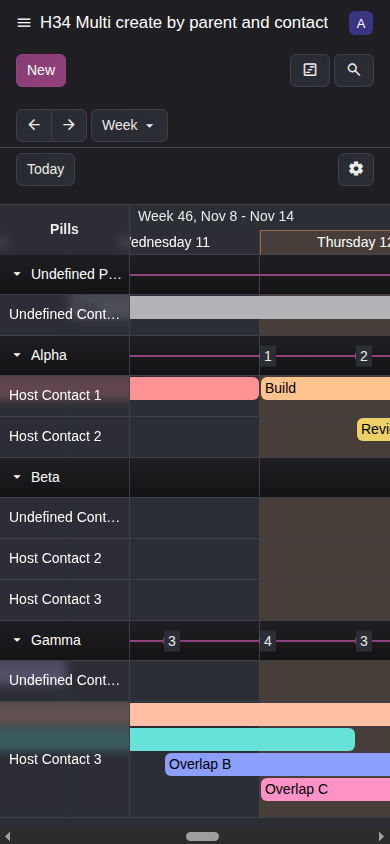 H34 Multi create by parent and contact
A
New
Week
Today
Pills
Week 46, Nov 8 - Nov 14
ednesday 11
Thursday 12
Undefined P…
Undefined Cont…
Alpha
1
2
Host Contact 1
Build
Host Contact 2
Revi
Beta
Undefined Cont…
Host Contact 2
Host Contact 3
Gamma
3
4
3
Undefined Cont…
Host Contact 3
Overlap B
Overlap C